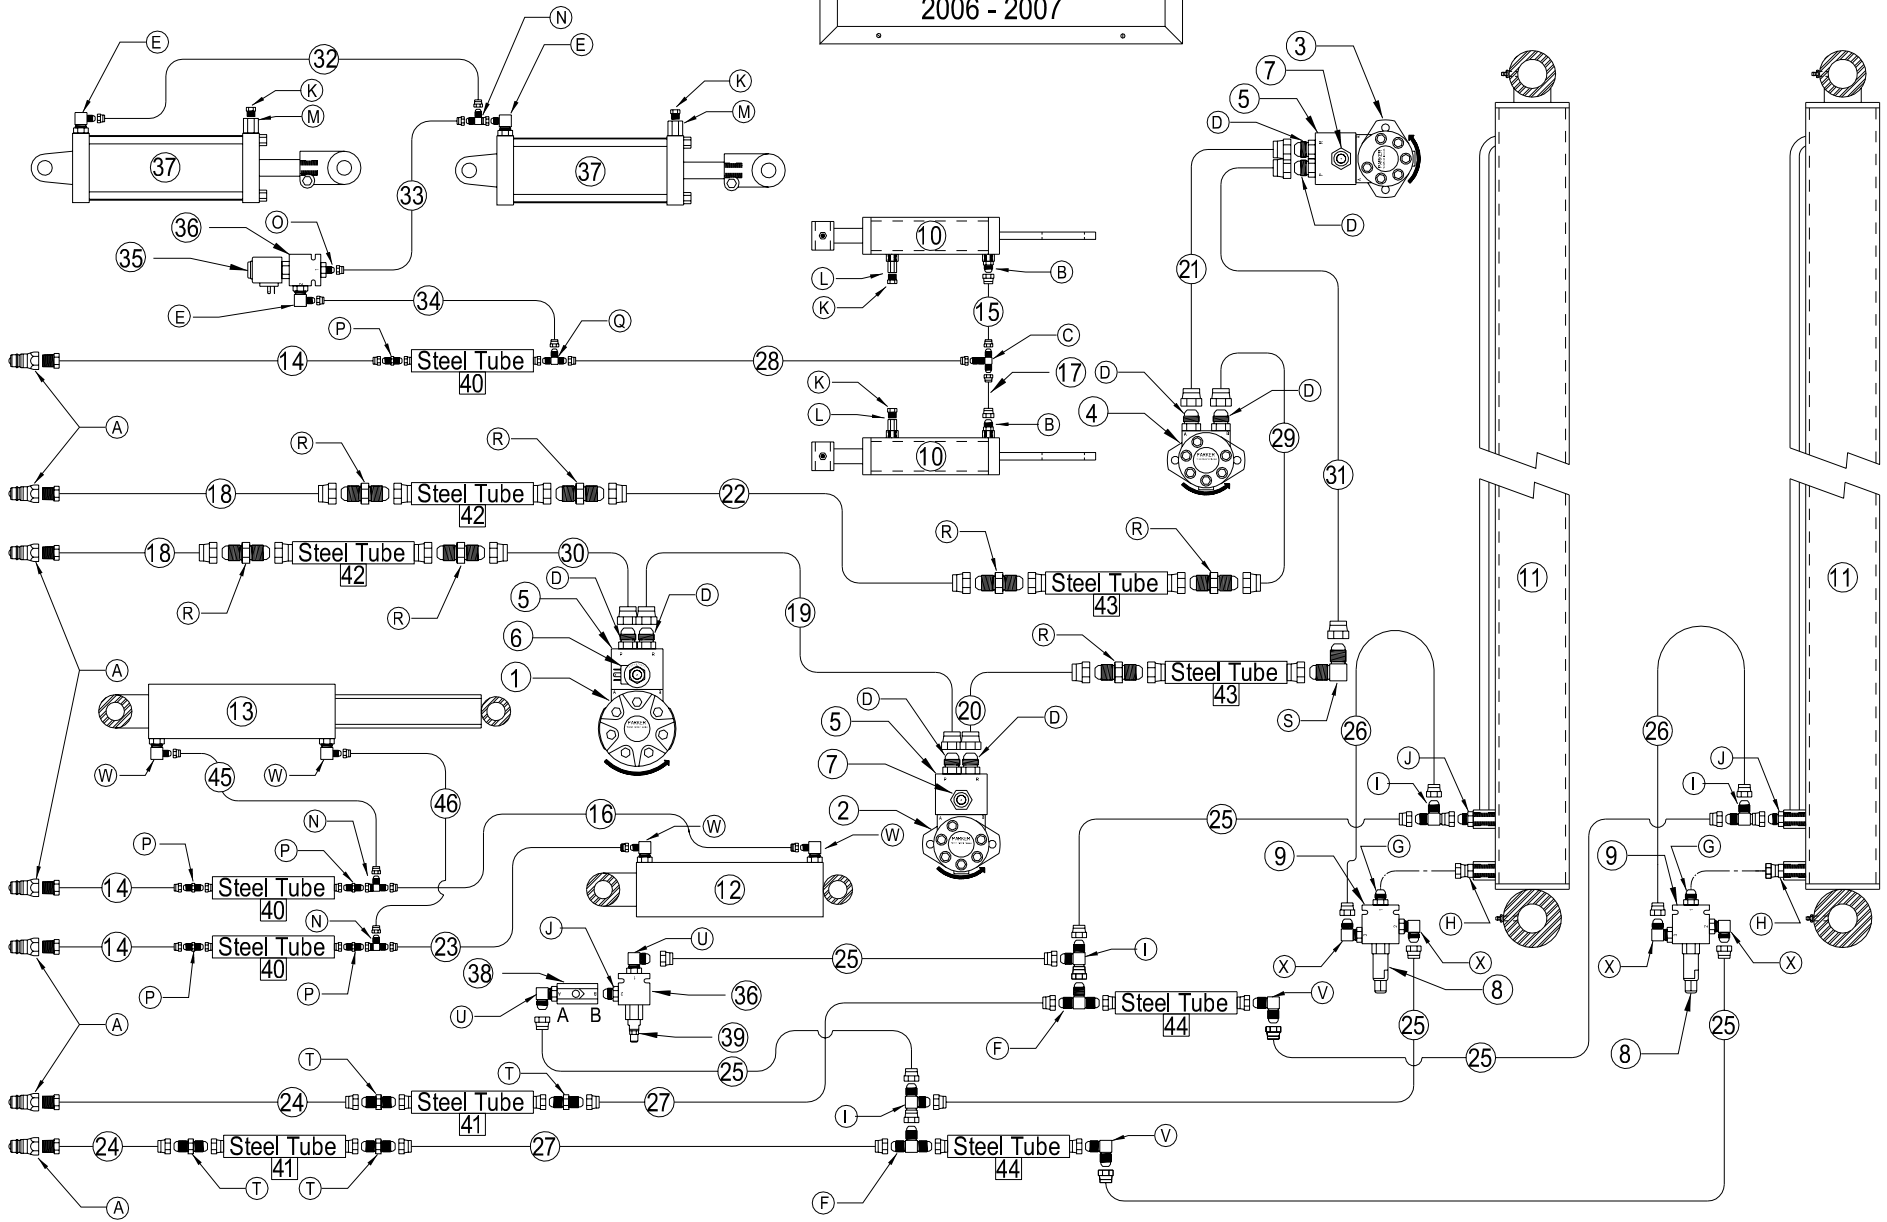 2006 - 2007
N
E
32
E
K
K
M
M
37
37
33
3
7
5
D
D
36
O
35
E
34
P
Q
10
L
B
K
15
21
C
14
Steel Tube
40
28
17
D
D
K
L
B
10
4
29
31
A
R
R
18
Steel Tube
42
22
R
R
18
Steel Tube
42
30
Steel Tube
43
R
R
D
D
5
6
1
19
A
13
W
W
45
46
R
Steel Tube
43
S
D
D
20
5
7
2
26
26
I
J
I
J
11
11
N
16
W
W
P
P
14
Steel Tube
40
12
25
25
9
G
9
G
H
H
14
N
Steel Tube
40
23
P
P
J
U
38
25
I
X
X
X
X
U
A B
36
39
8
8
A
Steel Tube
44
V
F
25
25
25
25
T
T
24
Steel Tube
41
27
I
24
Steel Tube
41
27
Steel Tube
44
V
T
T
F
A
PARKER
PARKER
PARKER
PARKER